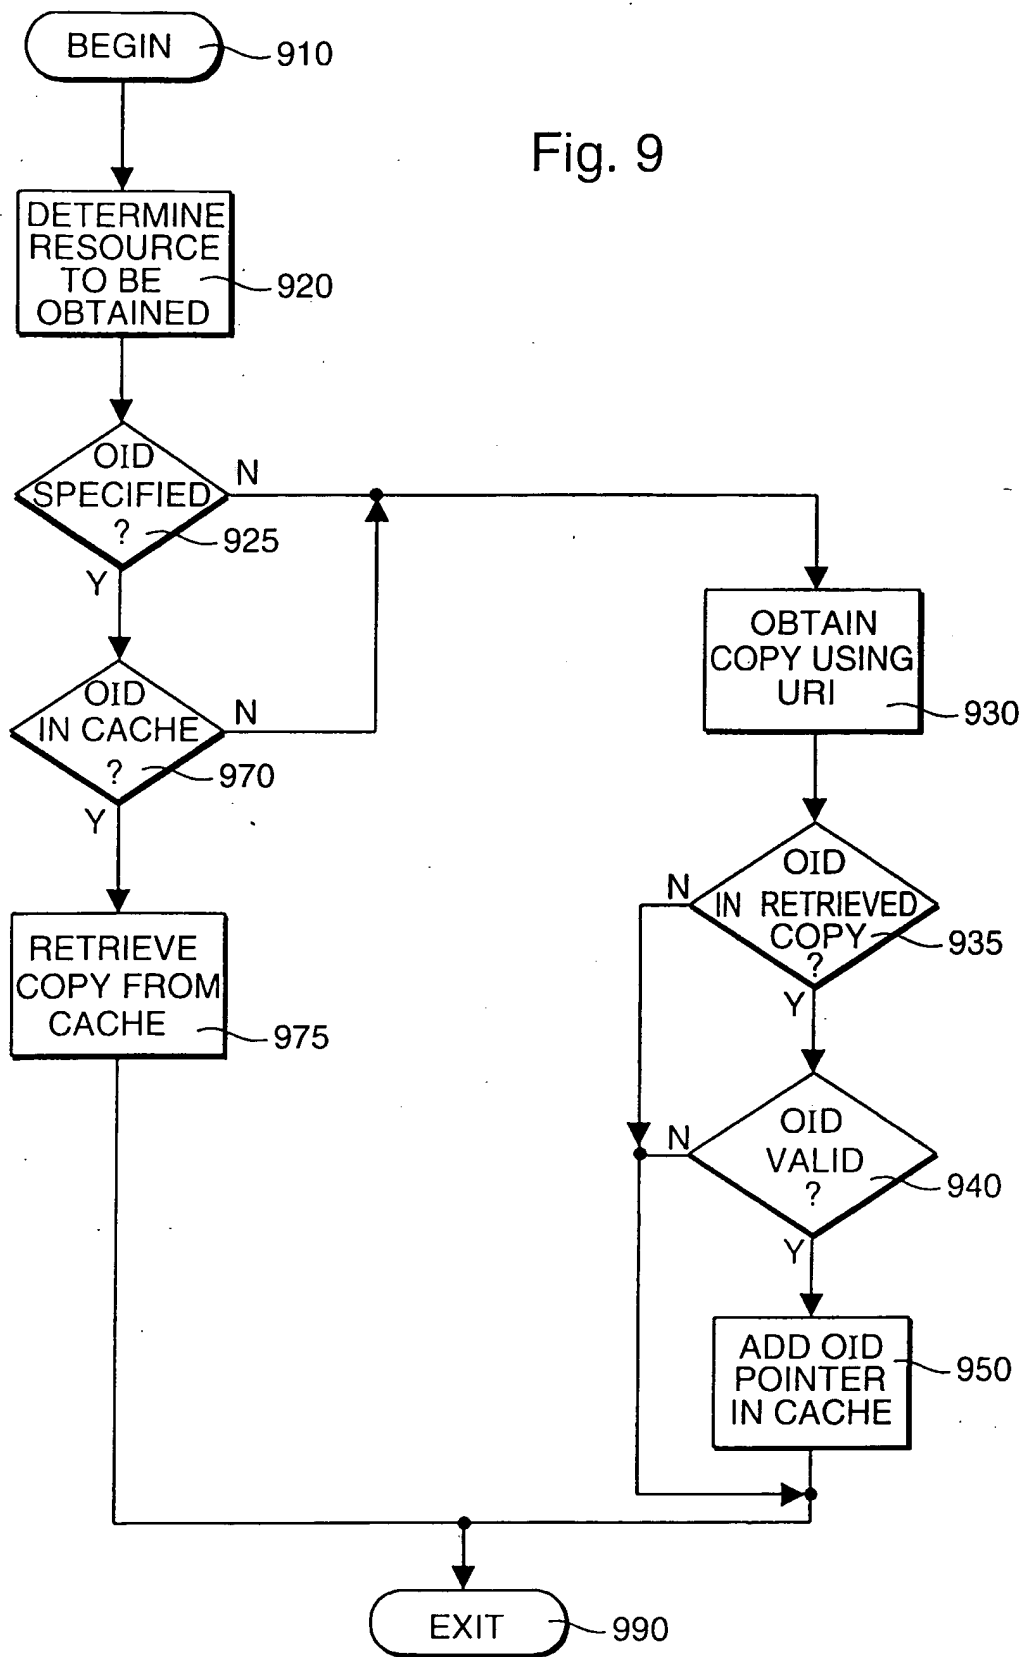 BEGIN
910
Fig. 9
DETERMINE
RESOURCE
TO BE
OBTAINED
920
OID
SPECIFIED
?
925
N
Y
OID
IN CACHE
?
970
N
Y
RETRIEVE
COPY FROM
CACHE
975
OBTAIN
COPY USING
URI
930
OID
IN RETRIEVED
COPY
?
935
N
Y
OID
VALID
?
940
N
Y
ADD OID
POINTER
IN CACHE
950
EXIT
990